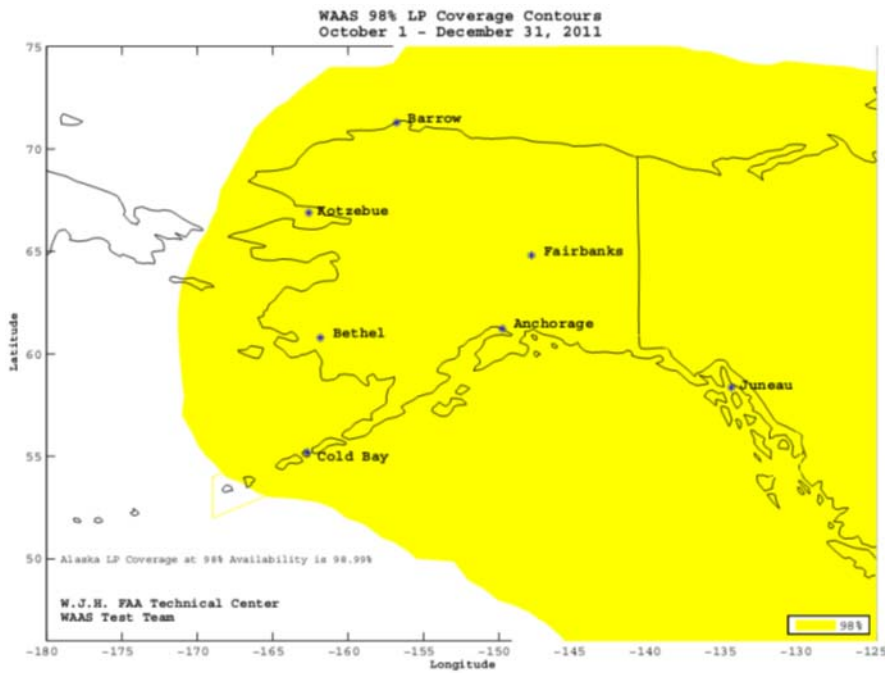 WAAS 98% LP Coverage Contours
October 1 - December 31, 2011
75
70
65
60
55
50
Latitude
Barrow
Kotzebue
Fairbanks
Anchorage
Bethel
Juneau
Cold Bay
Alaska LP Coverage at 98% Availability is 98.99%
W.J.H. FAA Technical Center
WAAS Test Team
98%
-180 -175 -170 -165 -160 -155 -150 -145 -140 -135 -130 -125
Longitude